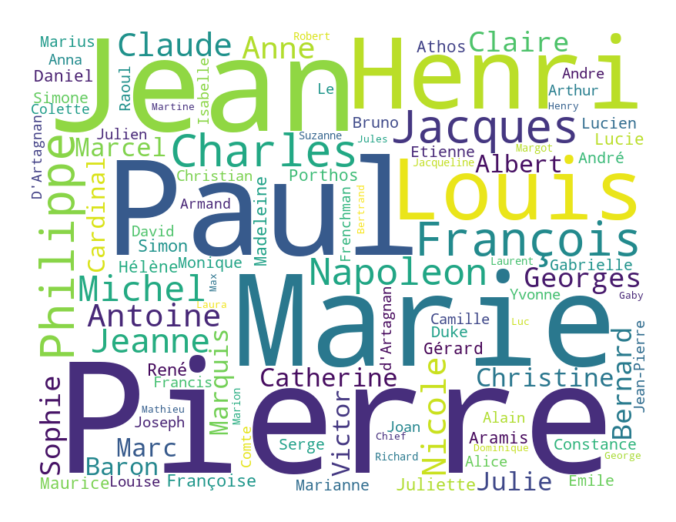 Marius
Anna
Daniel
Simone
Colette
Raoul
Claude
Martine
Isabelle
Anne
Robert
Le
Jean
Henri
Athos
Claire
Andre
Arthur
Henry
Lucien
Lucie
Bruno
Jacques
Suzanne
Jules
Etienne
Jacqueline
Margot
Albert
André
D'Artagnan
Julien
Marcel
Charles
Christian
Porthos
Philippe
Cardinal
Armand
Paul
Madeleine
Frenchman
Bertrand
Louis
François
David
Simon
Hélène
Monique
Max
Laura
Napoleon
Laurent
Gabrielle
Georges
Yvonne
Gaby
Luc
Michel
Antoine
Jeanne
Marie
d'Artagnan
Camille
Duke
Gérard
René
Francis
Marquis
Catherine
Christine
Bernard
Jean-Pierre
Sophie
Pierre
Mathieu
Joseph
Marion
Marc
Baron
Comte
Victor
Joan
Chief
Serge
Richard
Nicole
Alain
Aramis
Dominique
Constance
George
Alice
Maurice
Louise
Françoise
Marianne
Juliette
Julie
Emile